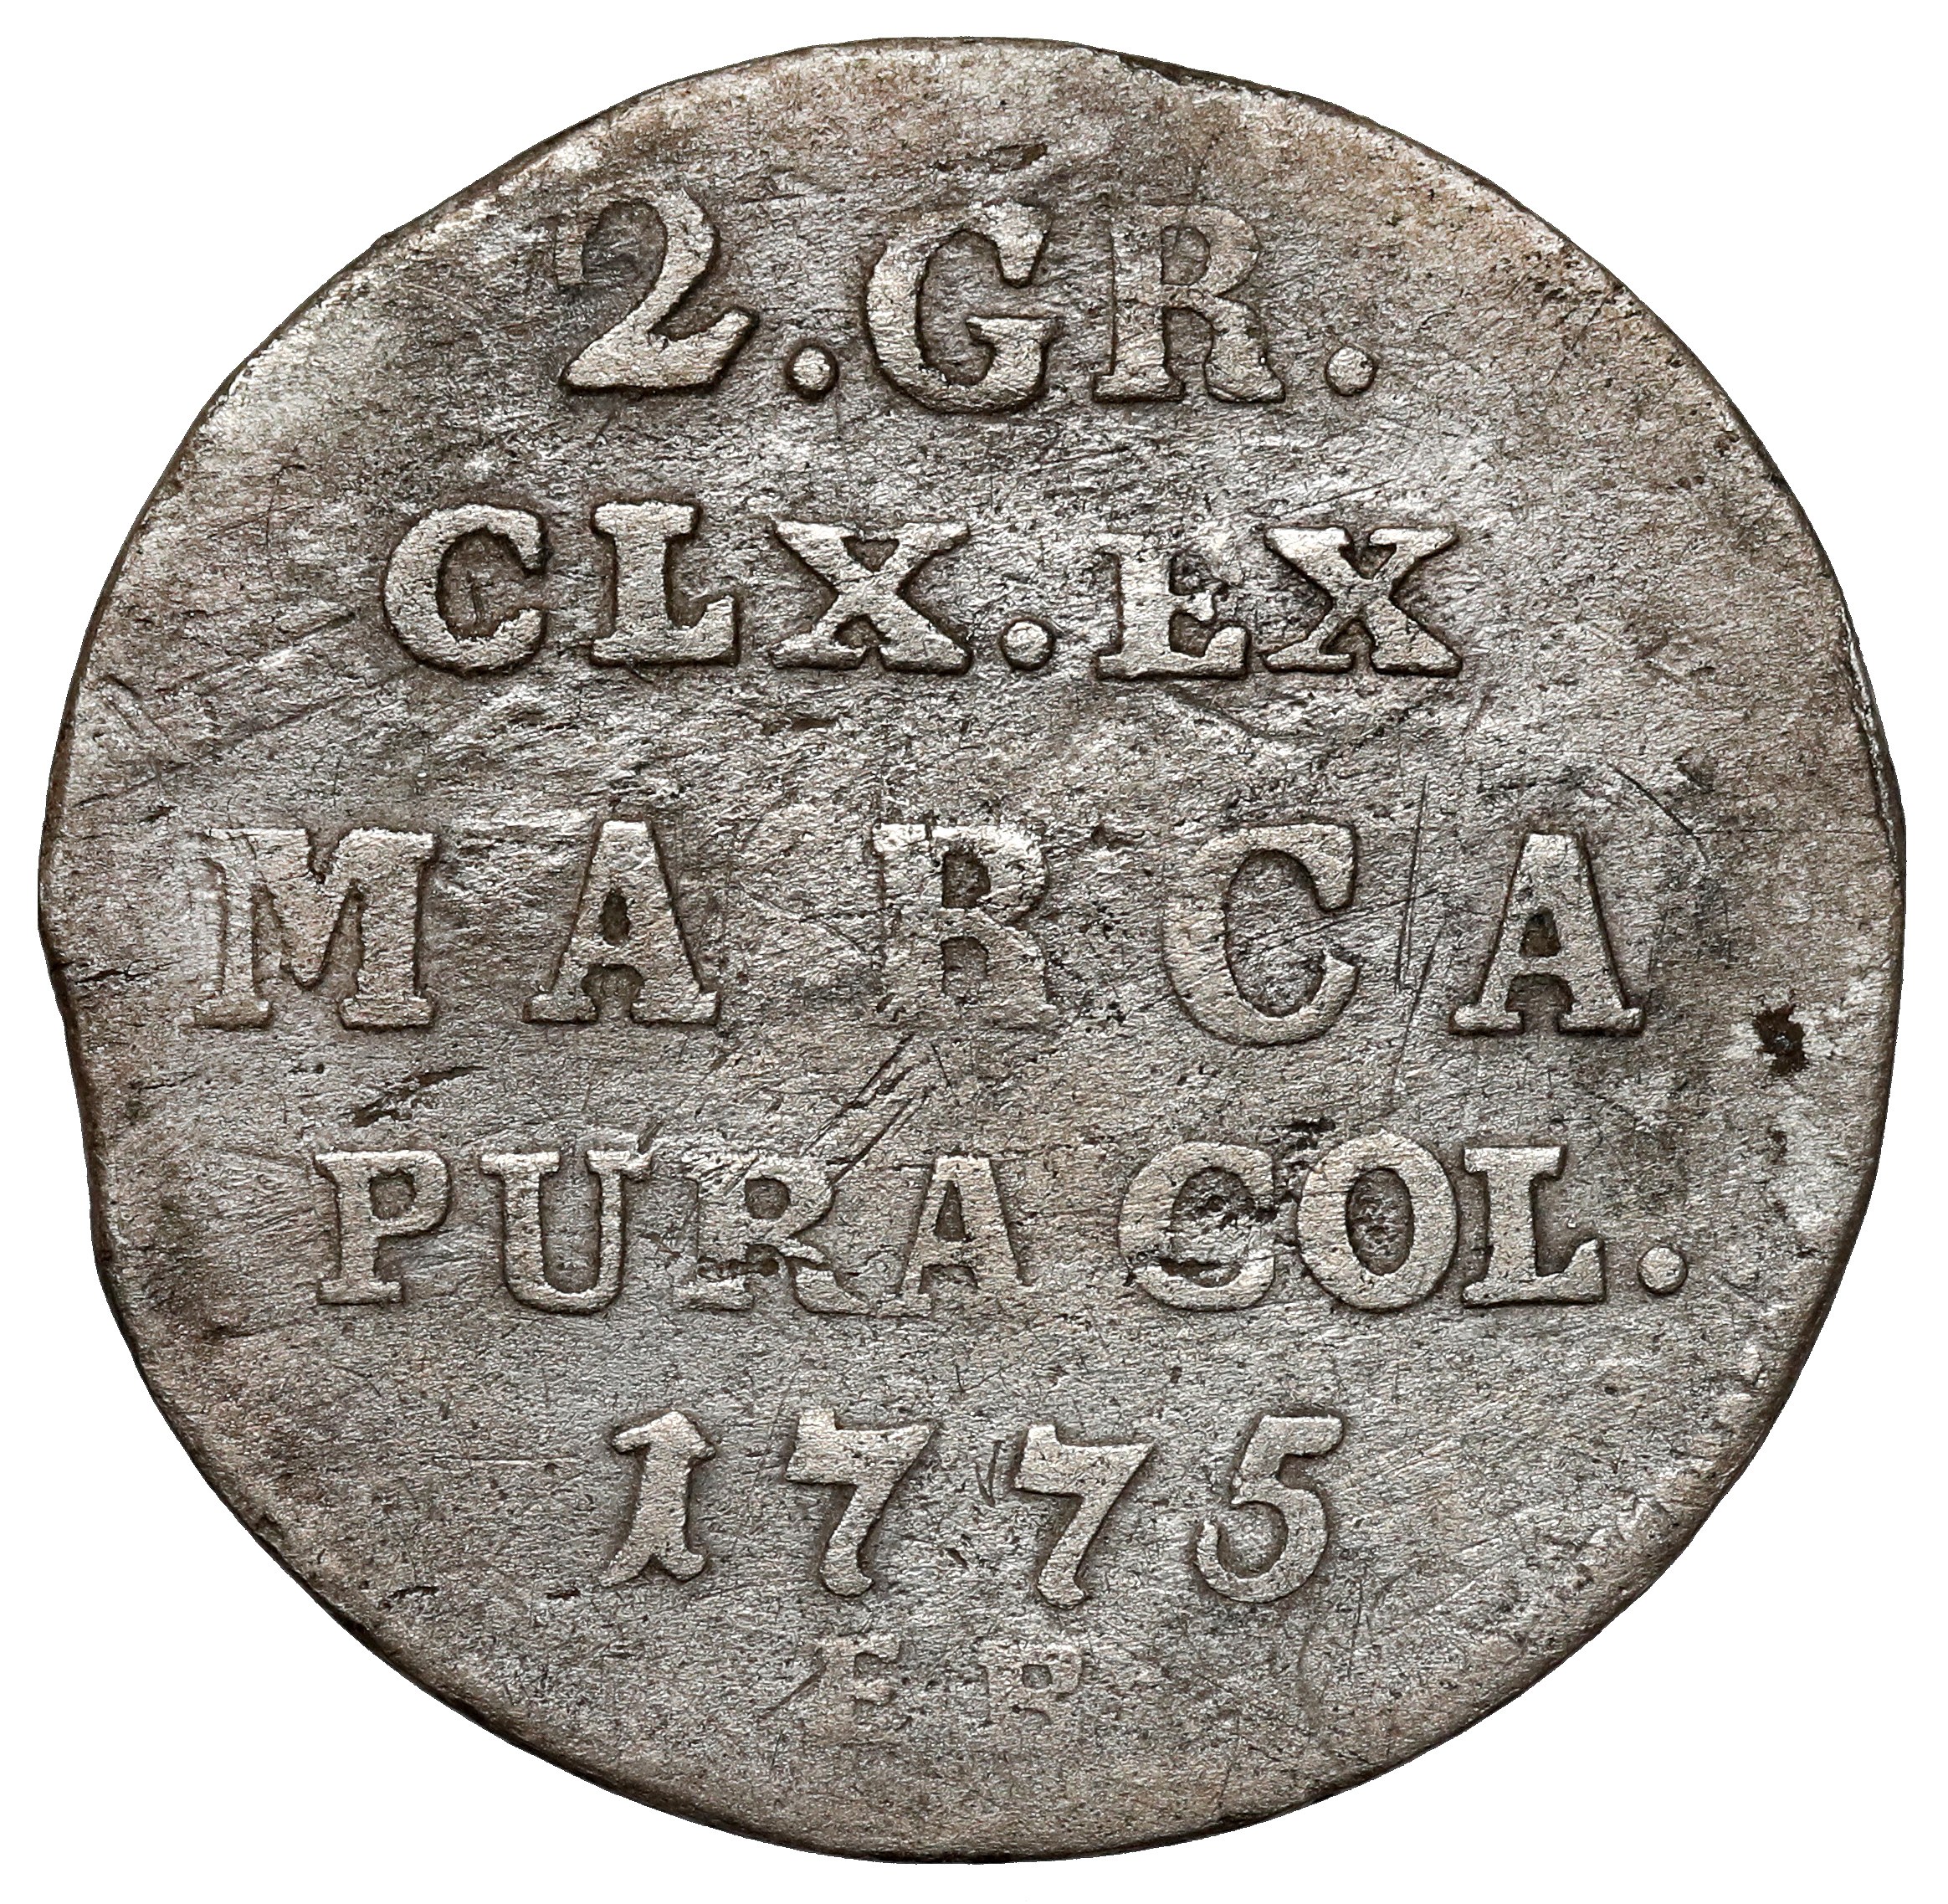 2.GR.
CLX.EX
MARCA
PURA COL.
1775
E B